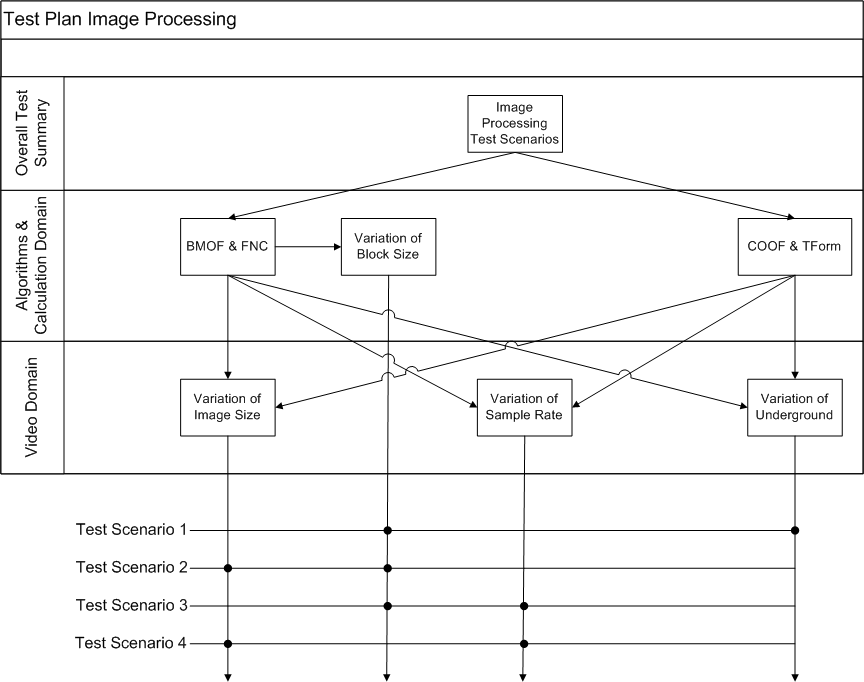 Test Plan Image Processing
Overall Test
Summary
Image
Processing
Test Scenarios
Algorithms &
Calculation Domain
BMOF & FNC
Variation of
Block Size
COOF & TForm
Video Domain
Variation of
Image Size
Variation of
Sample Rate
Variation of
Underground
Test Scenario 1
Test Scenario 2
Test Scenario 3
Test Scenario 4